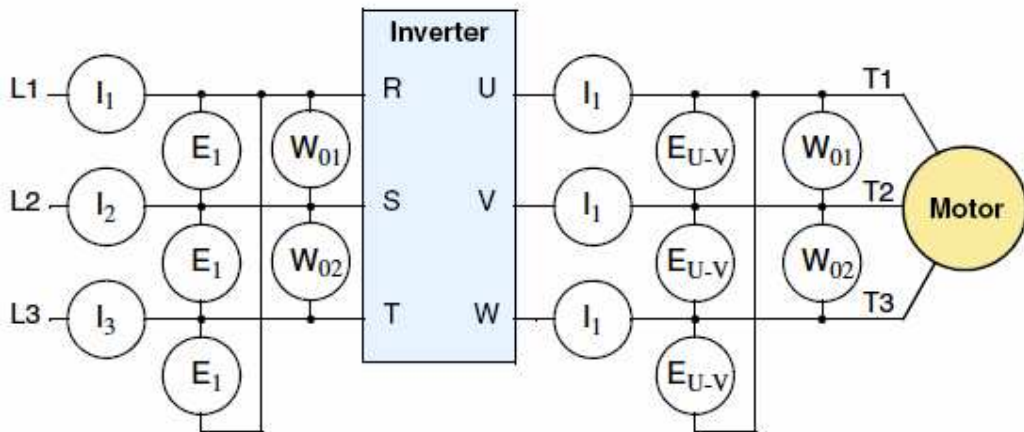 Inverter
L1 I1 R U I1 T1
E1 W01 EU-V W01
L2 I2 S V I1 T2 Motor
E1 W02 EU-V W02
L3 I3 T W I1 T3
E1 EU-V